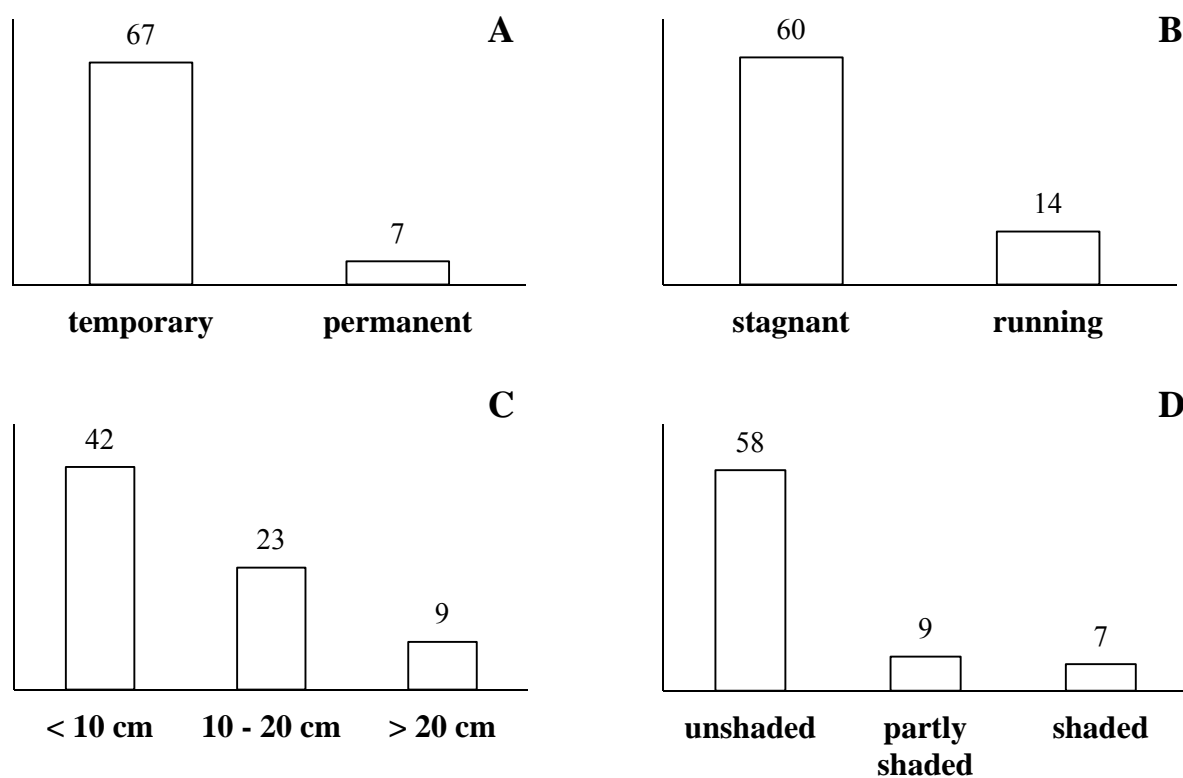 A
67
7
temporary permanent
B
60
14
stagnant running
C
42
23
9
< 10 cm 10 - 20 cm > 20 cm
D
58
9
7
unshaded partly shaded
shaded